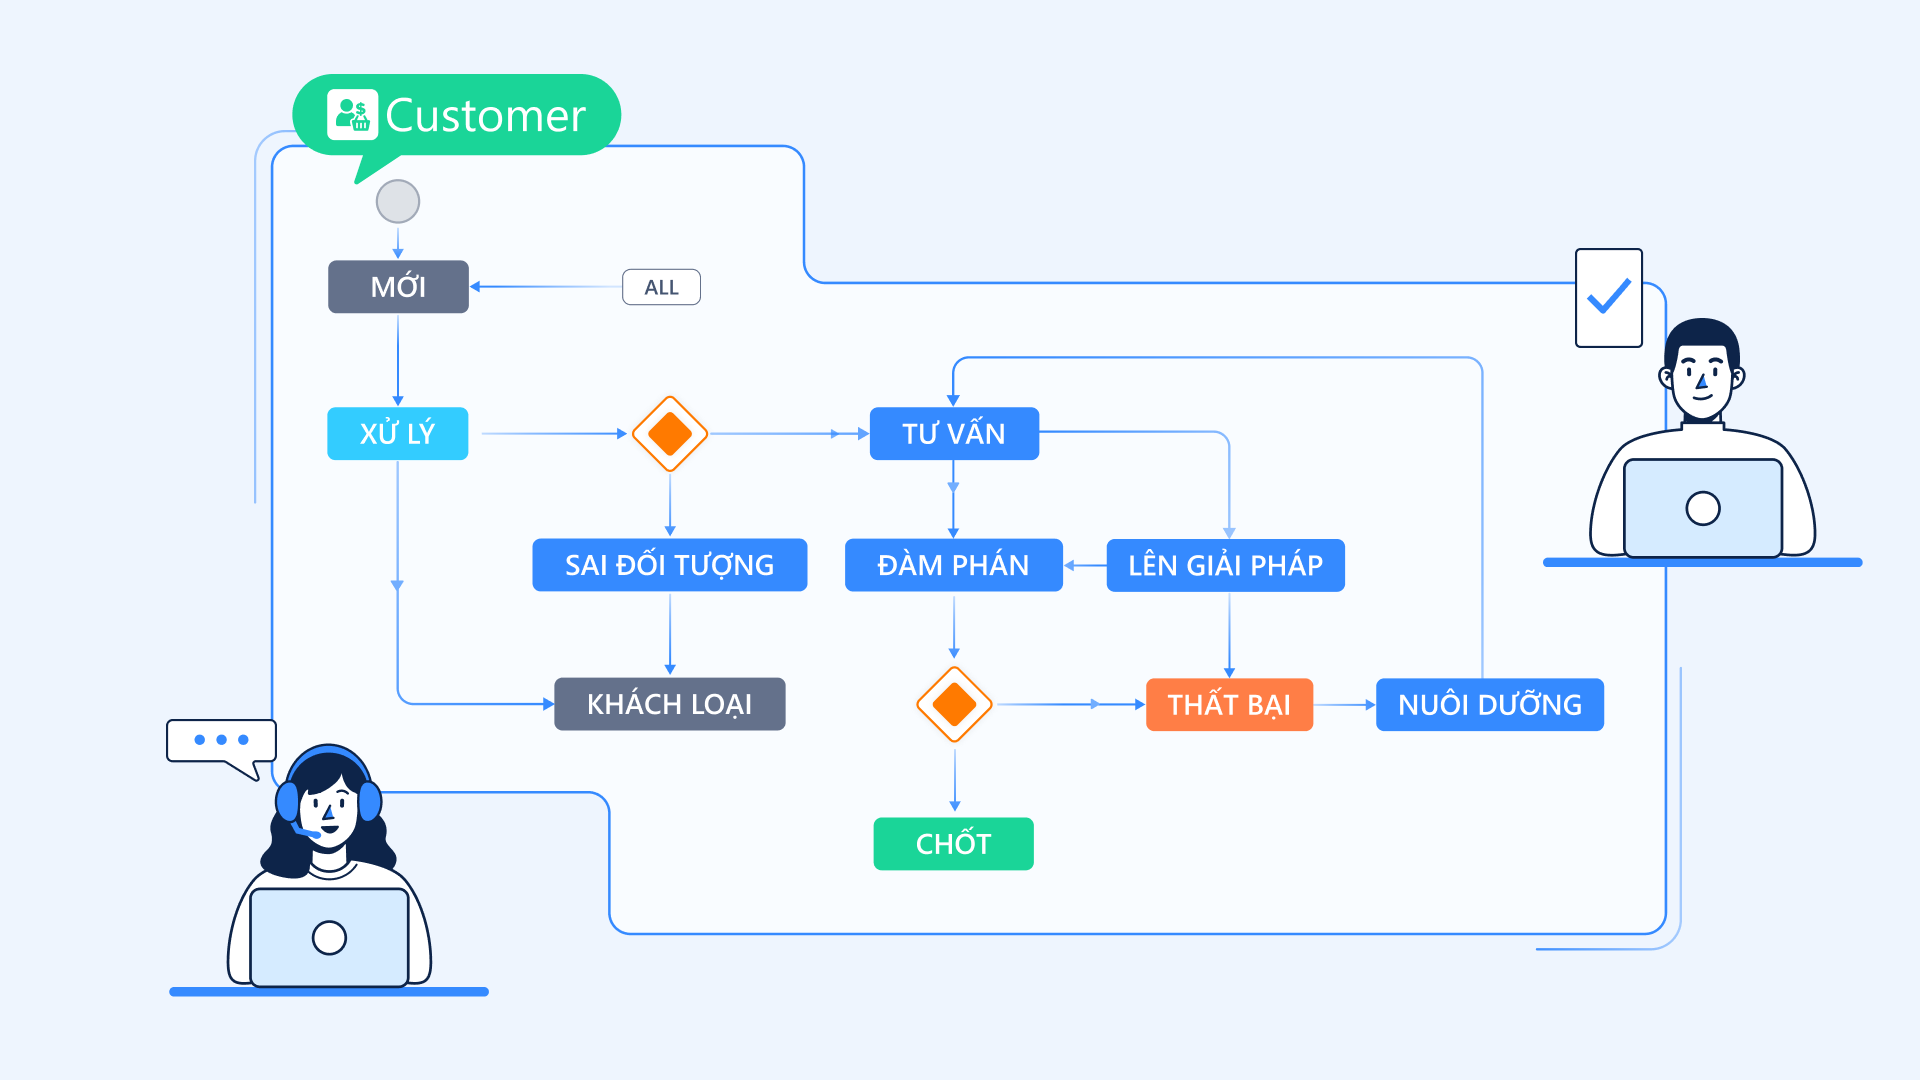 Customer
MỚI
ALL
XỬ LÝ
TƯ VẤN
SAI ĐỐI TƯỢNG
ĐÀM PHÁN
LÊN GIẢI PHÁP
KHÁCH LOẠI
THẤT BẠI
NUÔI DƯỠNG
CHỐT